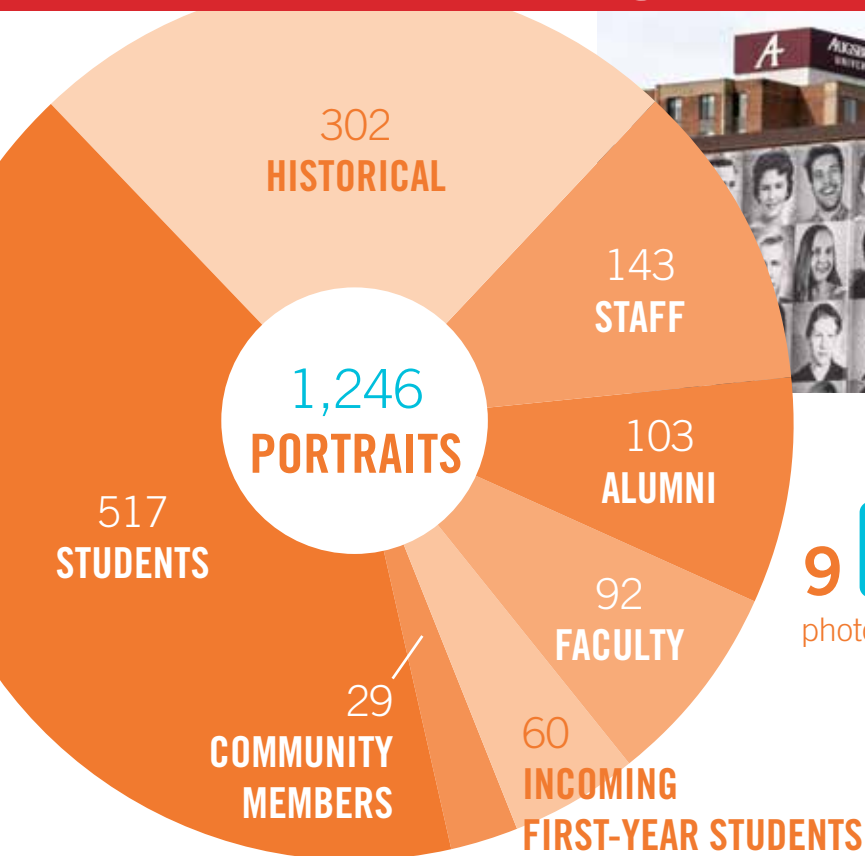 302
HISTORICAL
143
STAFF
1,246
PORTRAITS
103
ALUMNI
517
STUDENTS
92
FACULTY
29
COMMUNITY
MEMBERS
60
INCOMING
FIRST-YEAR STUDENTS
9
A